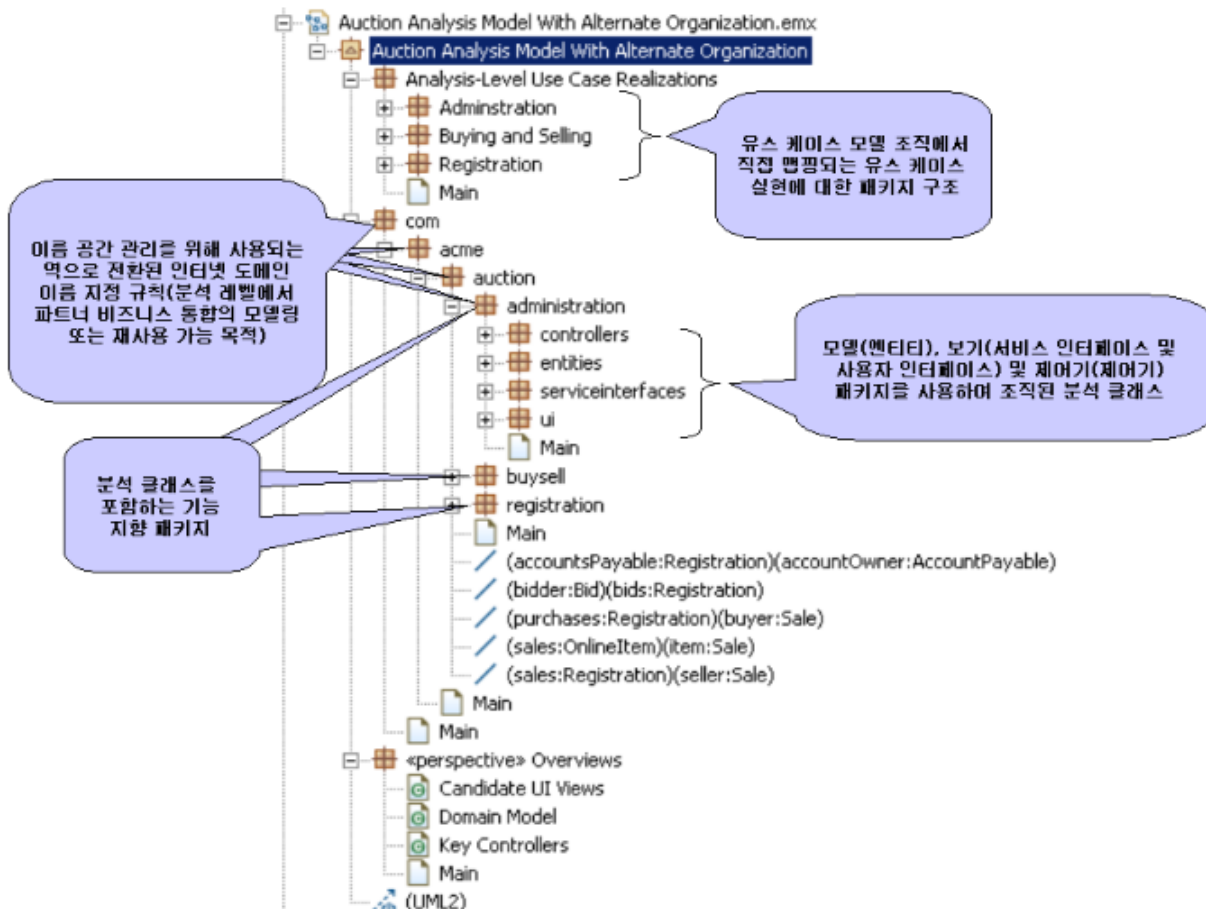 Auction Analysis Model With Alternate Organization.emx
Auction Analysis Model With Alternate Organization
Analysis-Level Use Case Realizations
Adminstration
Buying and Selling
Registration
Main
유스 케이스 모델 조직에서
직접 맵핑되는 유스 케이스
실현에 대한 패키지 구조
com
acme
auction
administration
controllers
entities
serviceinterfaces
ui
Main
이름 공간 관리를 위해 사용되는
역으로 전환된 인터넷 도메인
이름 지정 규칙(분석 레벨에서
파트너 비즈니스 통합의 모델링
또는 재사용 가능 목적)
모델(엔티티), 보기(서비스 인터페이스 및
사용자 인터페이스) 및 제어기(제어기)
패키지를 사용하여 조직된 분석 클래스
분석 클래스를
포함하는 기능
지향 패키지
buysell
registration
Main
(accountsPayable:Registration)(accountOwner:AccountPayable)
(bidder:Bid)(bids:Registration)
(purchases:Registration)(buyer:Sale)
(sales:OnlineItem)(item:Sale)
(sales:Registration)(seller:Sale)
Main
Main
«perspective» Overviews
Candidate UI Views
Domain Model
Key Controllers
Main
(UML2)